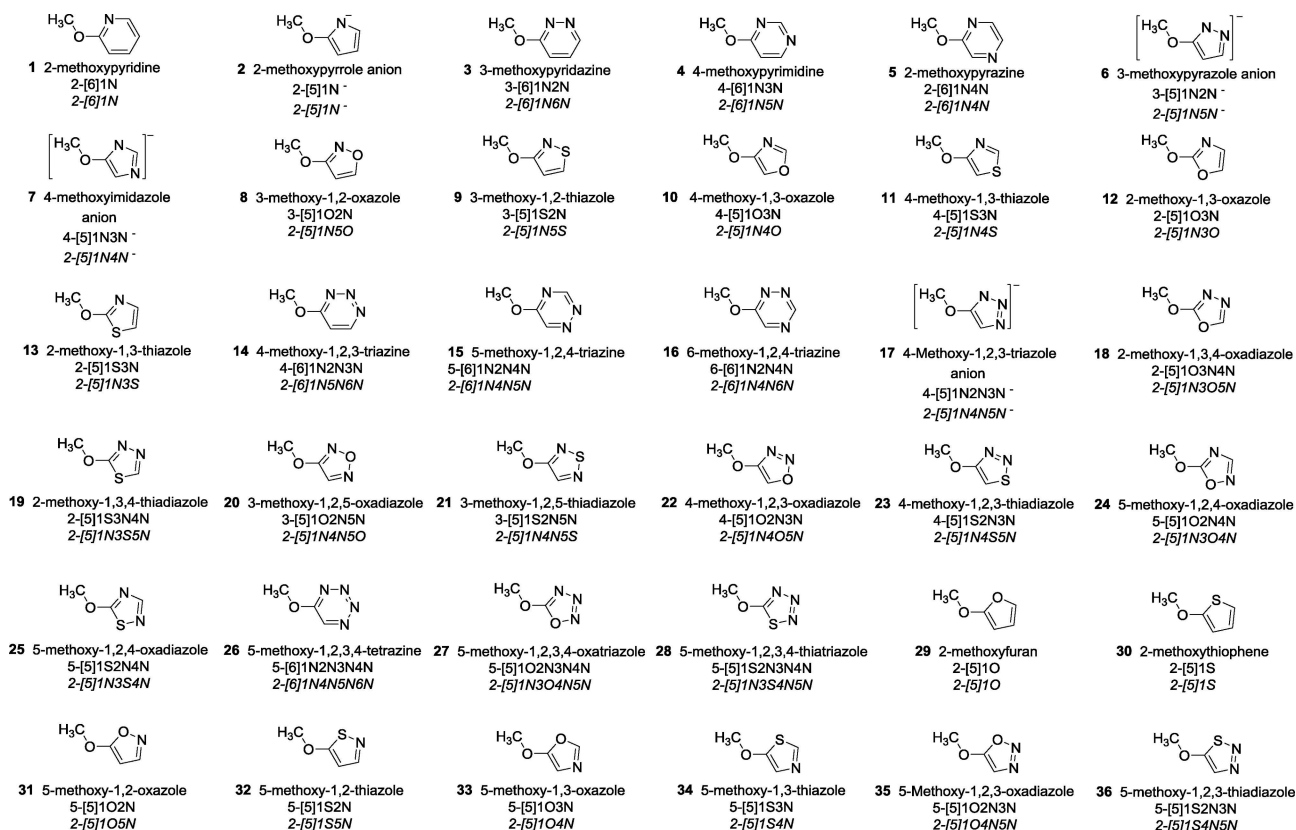 H₃C O N
1 2-methoxypyridine
2-[6]1N
2-[6]1N
H₃C O N⁻
2 2-methoxypyrrole anion
2-[5]1N ⁻
2-[5]1N ⁻
H₃C O N N
3 3-methoxypyridazine
3-[6]1N2N
2-[6]1N6N
H₃C O N N
4 4-methoxypyrimidine
4-[6]1N3N
2-[6]1N5N
H₃C O N N
5 2-methoxypyrazine
2-[6]1N4N
2-[6]1N4N
[H₃C O N N]⁻
6 3-methoxypyrazole anion
3-[5]1N2N ⁻
2-[5]1N5N ⁻
[H₃C O N N]⁻
7 4-methoxyimidazole
anion
4-[5]1N3N ⁻
2-[5]1N4N ⁻
H₃C O N O
8 3-methoxy-1,2-oxazole
3-[5]1O2N
2-[5]1N5O
H₃C O N S
9 3-methoxy-1,2-thiazole
3-[5]1S2N
2-[5]1N5S
H₃C O N O
10 4-methoxy-1,3-oxazole
4-[5]1O3N
2-[5]1N4O
H₃C O N S
11 4-methoxy-1,3-thiazole
4-[5]1S3N
2-[5]1N4S
H₃C O N O
12 2-methoxy-1,3-oxazole
2-[5]1O3N
2-[5]1N3O
H₃C O N S
13 2-methoxy-1,3-thiazole
2-[5]1S3N
2-[5]1N3S
H₃C O N N N
14 4-methoxy-1,2,3-triazine
4-[6]1N2N3N
2-[6]1N5N6N
H₃C O N N N
15 5-methoxy-1,2,4-triazine
5-[6]1N2N4N
2-[6]1N4N5N
H₃C O N N N
16 6-methoxy-1,2,4-triazine
6-[6]1N2N4N
2-[6]1N4N6N
[H₃C O N N N]⁻
17 4-Methoxy-1,2,3-triazole
anion
4-[5]1N2N3N ⁻
2-[5]1N4N5N ⁻
H₃C O N N O
18 2-methoxy-1,3,4-oxadiazole
2-[5]1O3N4N
2-[5]1N3O5N
H₃C O N N S
19 2-methoxy-1,3,4-thiadiazole
2-[5]1S3N4N
2-[5]1N3S5N
H₃C O N O N
20 3-methoxy-1,2,5-oxadiazole
3-[5]1O2N5N
2-[5]1N4N5O
H₃C O N S N
21 3-methoxy-1,2,5-thiadiazole
3-[5]1S2N5N
2-[5]1N4N5S
H₃C O N N O
22 4-methoxy-1,2,3-oxadiazole
4-[5]1O2N3N
2-[5]1N4O5N
H₃C O N N S
23 4-methoxy-1,2,3-thiadiazole
4-[5]1S2N3N
2-[5]1N4S5N
H₃C O N O N
24 5-methoxy-1,2,4-oxadiazole
5-[5]1O2N4N
2-[5]1N3O4N
H₃C O N S N
25 5-methoxy-1,2,4-oxadiazole
5-[5]1S2N4N
2-[5]1N3S4N
H₃C O N N N N
26 5-methoxy-1,2,3,4-tetrazine
5-[6]1N2N3N4N
2-[6]1N4N5N6N
H₃C O N N O N
27 5-methoxy-1,2,3,4-oxatriazole
5-[5]1O2N3N4N
2-[5]1N3O4N5N
H₃C O N N S N
28 5-methoxy-1,2,3,4-thiatriazole
5-[5]1S2N3N4N
2-[5]1N3S4N5N
H₃C O O
29 2-methoxyfuran
2-[5]1O
2-[5]1O
H₃C O S
30 2-methoxythiophene
2-[5]1S
2-[5]1S
H₃C O O N
31 5-methoxy-1,2-oxazole
5-[5]1O2N
2-[5]1O5N
H₃C O S N
32 5-methoxy-1,2-thiazole
5-[5]1S2N
2-[5]1S5N
H₃C O O N
33 5-methoxy-1,3-oxazole
5-[5]1O3N
2-[5]1O4N
H₃C O S N
34 5-methoxy-1,3-thiazole
5-[5]1S3N
2-[5]1S4N
H₃C O O N N
35 5-Methoxy-1,2,3-oxadiazole
5-[5]1O2N3N
2-[5]1O4N5N
H₃C O S N N
36 5-methoxy-1,2,3-thiadiazole
5-[5]1S2N3N
2-[5]1S4N5N